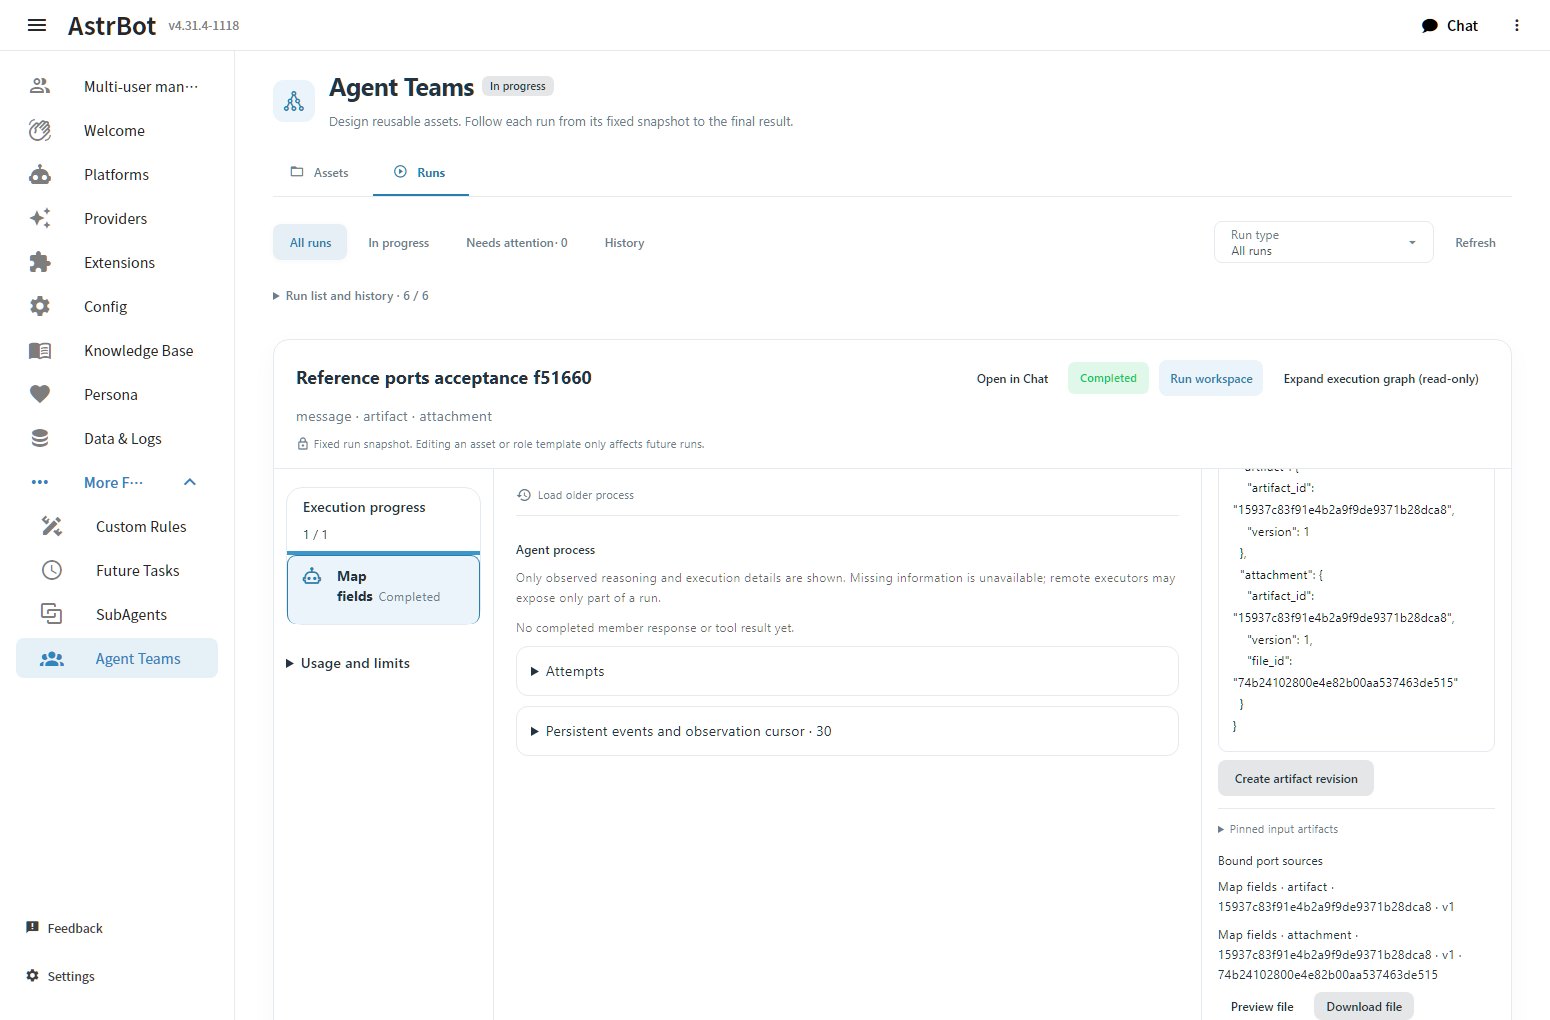 AstrBot v4.31.4-1118
Chat
Multi-user man···
Welcome
Platforms
Providers
Extensions
Config
Knowledge Base
Persona
Data & Logs
More F···
Custom Rules
Future Tasks
SubAgents
Agent Teams
Feedback
Settings
Agent Teams In progress
Design reusable assets. Follow each run from its fixed snapshot to the final result.
Assets Runs
All runs In progress Needs attention · 0 History
Run type
All runs
Refresh
Run list and history · 6 / 6
Reference ports acceptance f51660
Open in Chat Completed Run workspace Expand execution graph (read-only)
message · artifact · attachment
Fixed run snapshot. Editing an asset or role template only affects future runs.
Execution progress
1 / 1
Map
fields Completed
Usage and limits
Load older process
Agent process
Only observed reasoning and execution details are shown. Missing information is unavailable; remote executors may
expose only part of a run.
No completed member response or tool result yet.
Attempts
Persistent events and observation cursor · 30
"artifact": {
"artifact_id":
"15937c83f91e4b2a9f9de9371b28dca8",
"version": 1
},
"attachment": {
"artifact_id":
"15937c83f91e4b2a9f9de9371b28dca8",
"version": 1,
"file_id":
"74b24102800e4e82b00aa537463de515"
}
}
Create artifact revision
Pinned input artifacts
Bound port sources
Map fields · artifact ·
15937c83f91e4b2a9f9de9371b28dca8 · v1
Map fields · attachment ·
15937c83f91e4b2a9f9de9371b28dca8 · v1 ·
74b24102800e4e82b00aa537463de515
Preview file Download file